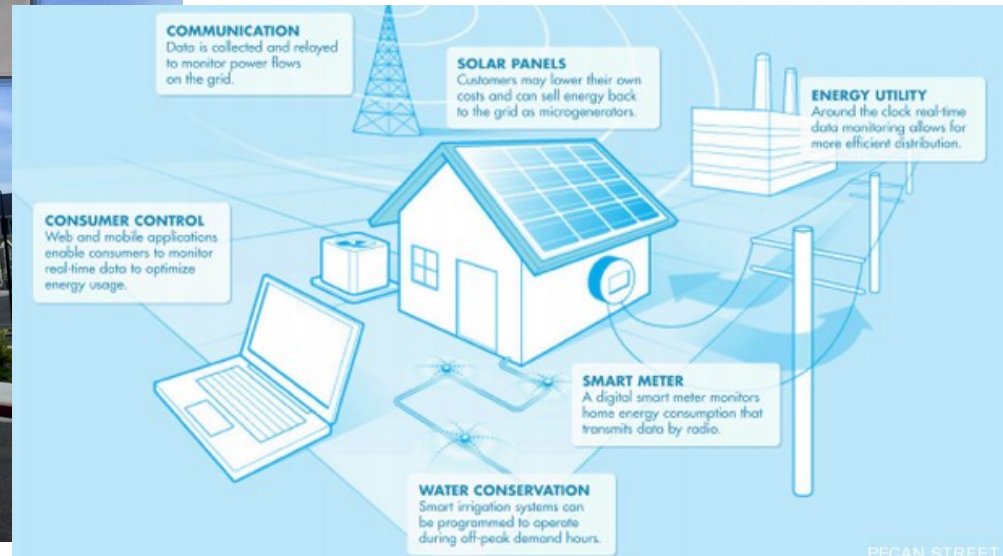 COMMUNICATION
Data is collected and relayed
to monitor power flows
on the grid.
SOLAR PANELS
Customers may lower their own
costs and can sell energy back
to the grid as microgenerators.
ENERGY UTILITY
Around the clock real-time
data monitoring allows for
more efficient distribution.
CONSUMER CONTROL
Web and mobile applications
enable consumers to monitor
real-time data to optimize
energy usage.
SMART METER
A digital smart meter monitors
home energy consumption that
transmits data by radio.
WATER CONSERVATION
Smart irrigation systems can
be programmed to operate
during off-peak demand hours.
PECAN STREET